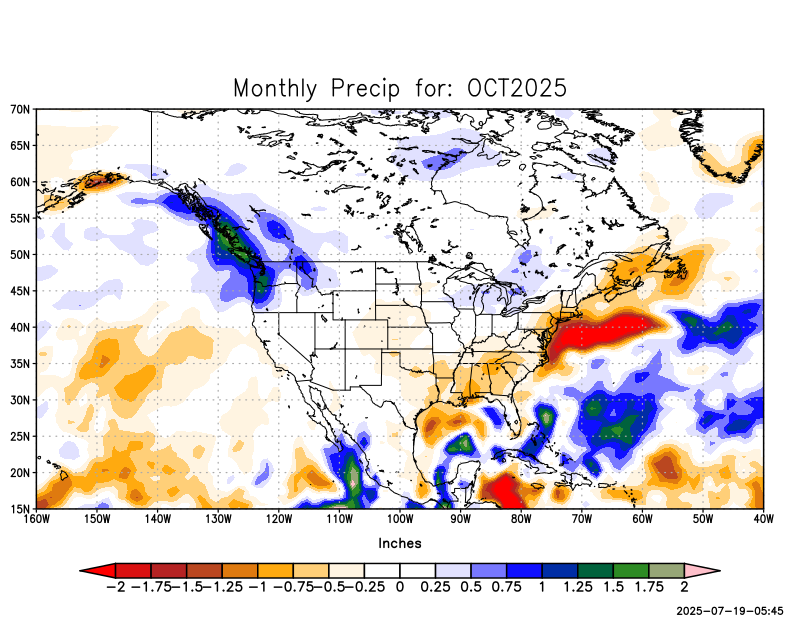 Monthly Precip for: OCT2025
70N
65N
60N
55N
50N
45N
40N
35N
30N
25N
20N
15N
160W 150W 140W 130W 120W 110W 100W 90W 80W 70W 60W 50W 40W
Inches
−2 −1.75 −1.5 −1.25 −1 −0.75 −0.5 −0.25 0 0.25 0.5 0.75 1 1.25 1.5 1.75 2
2025-07-19-05:45